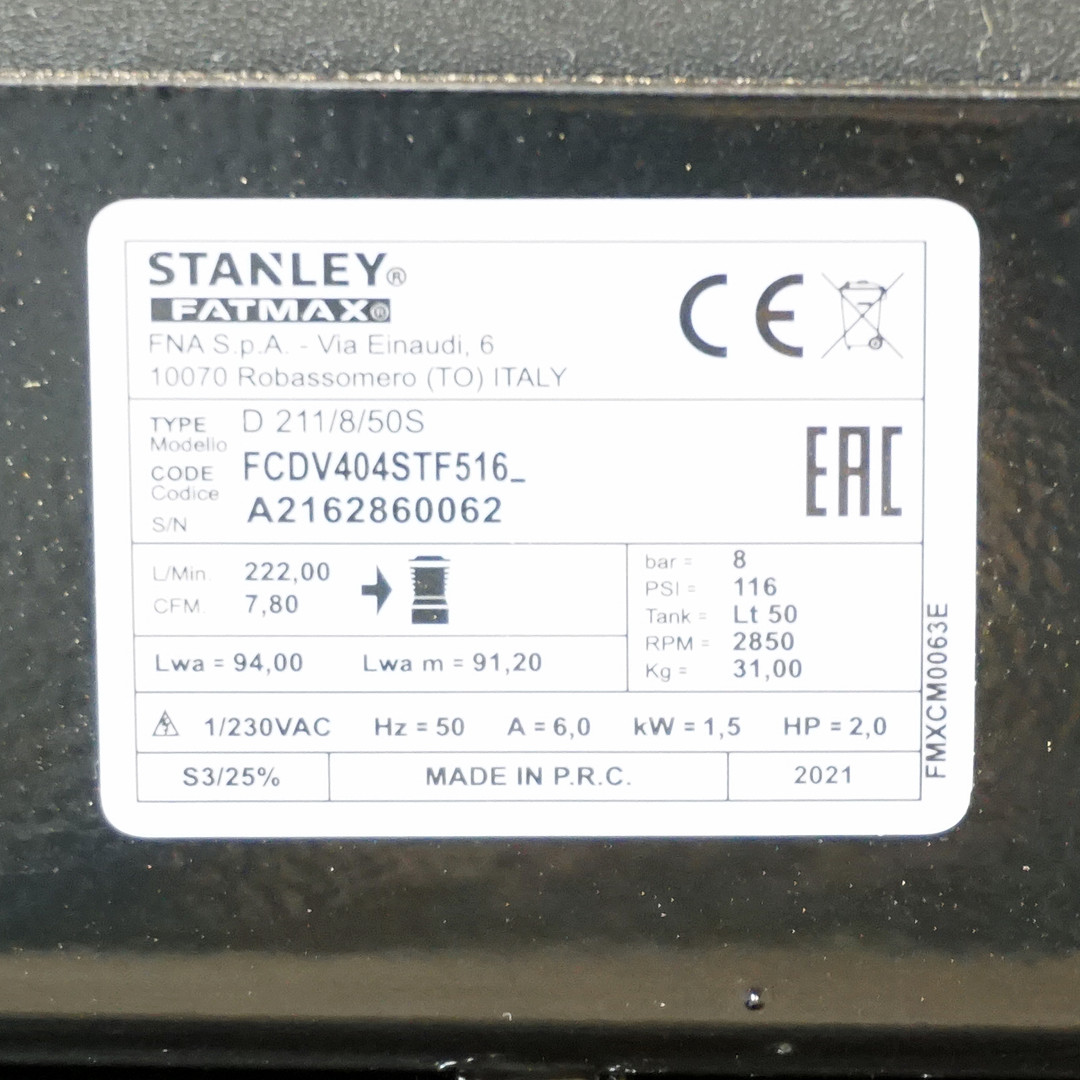 STANLEY®
FATMAX®
FNA S.p.A. - Via Einaudi, 6
10070 Robassomero (TO) ITALY
CE
TYPE D 211/8/50S
Modello
CODE FCDV404STF516_
Codice
S/N A2162860062
EAC
L/Min. 222,00
CFM. 7,80
bar = 8
PSI = 116
Tank = Lt 50
RPM = 2850
Kg = 31,00
Lwa = 94,00 Lwa m = 91,20
1/230VAC Hz = 50 A = 6,0 kW = 1,5 HP = 2,0
S3/25% MADE IN P.R.C. 2021
FMXCM0063E